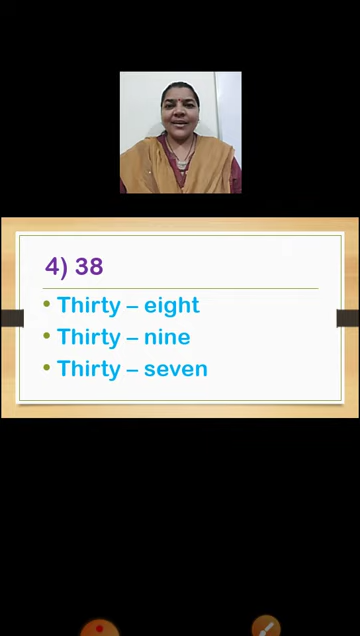 4) 38
• Thirty – eight
• Thirty – nine
• Thirty – seven